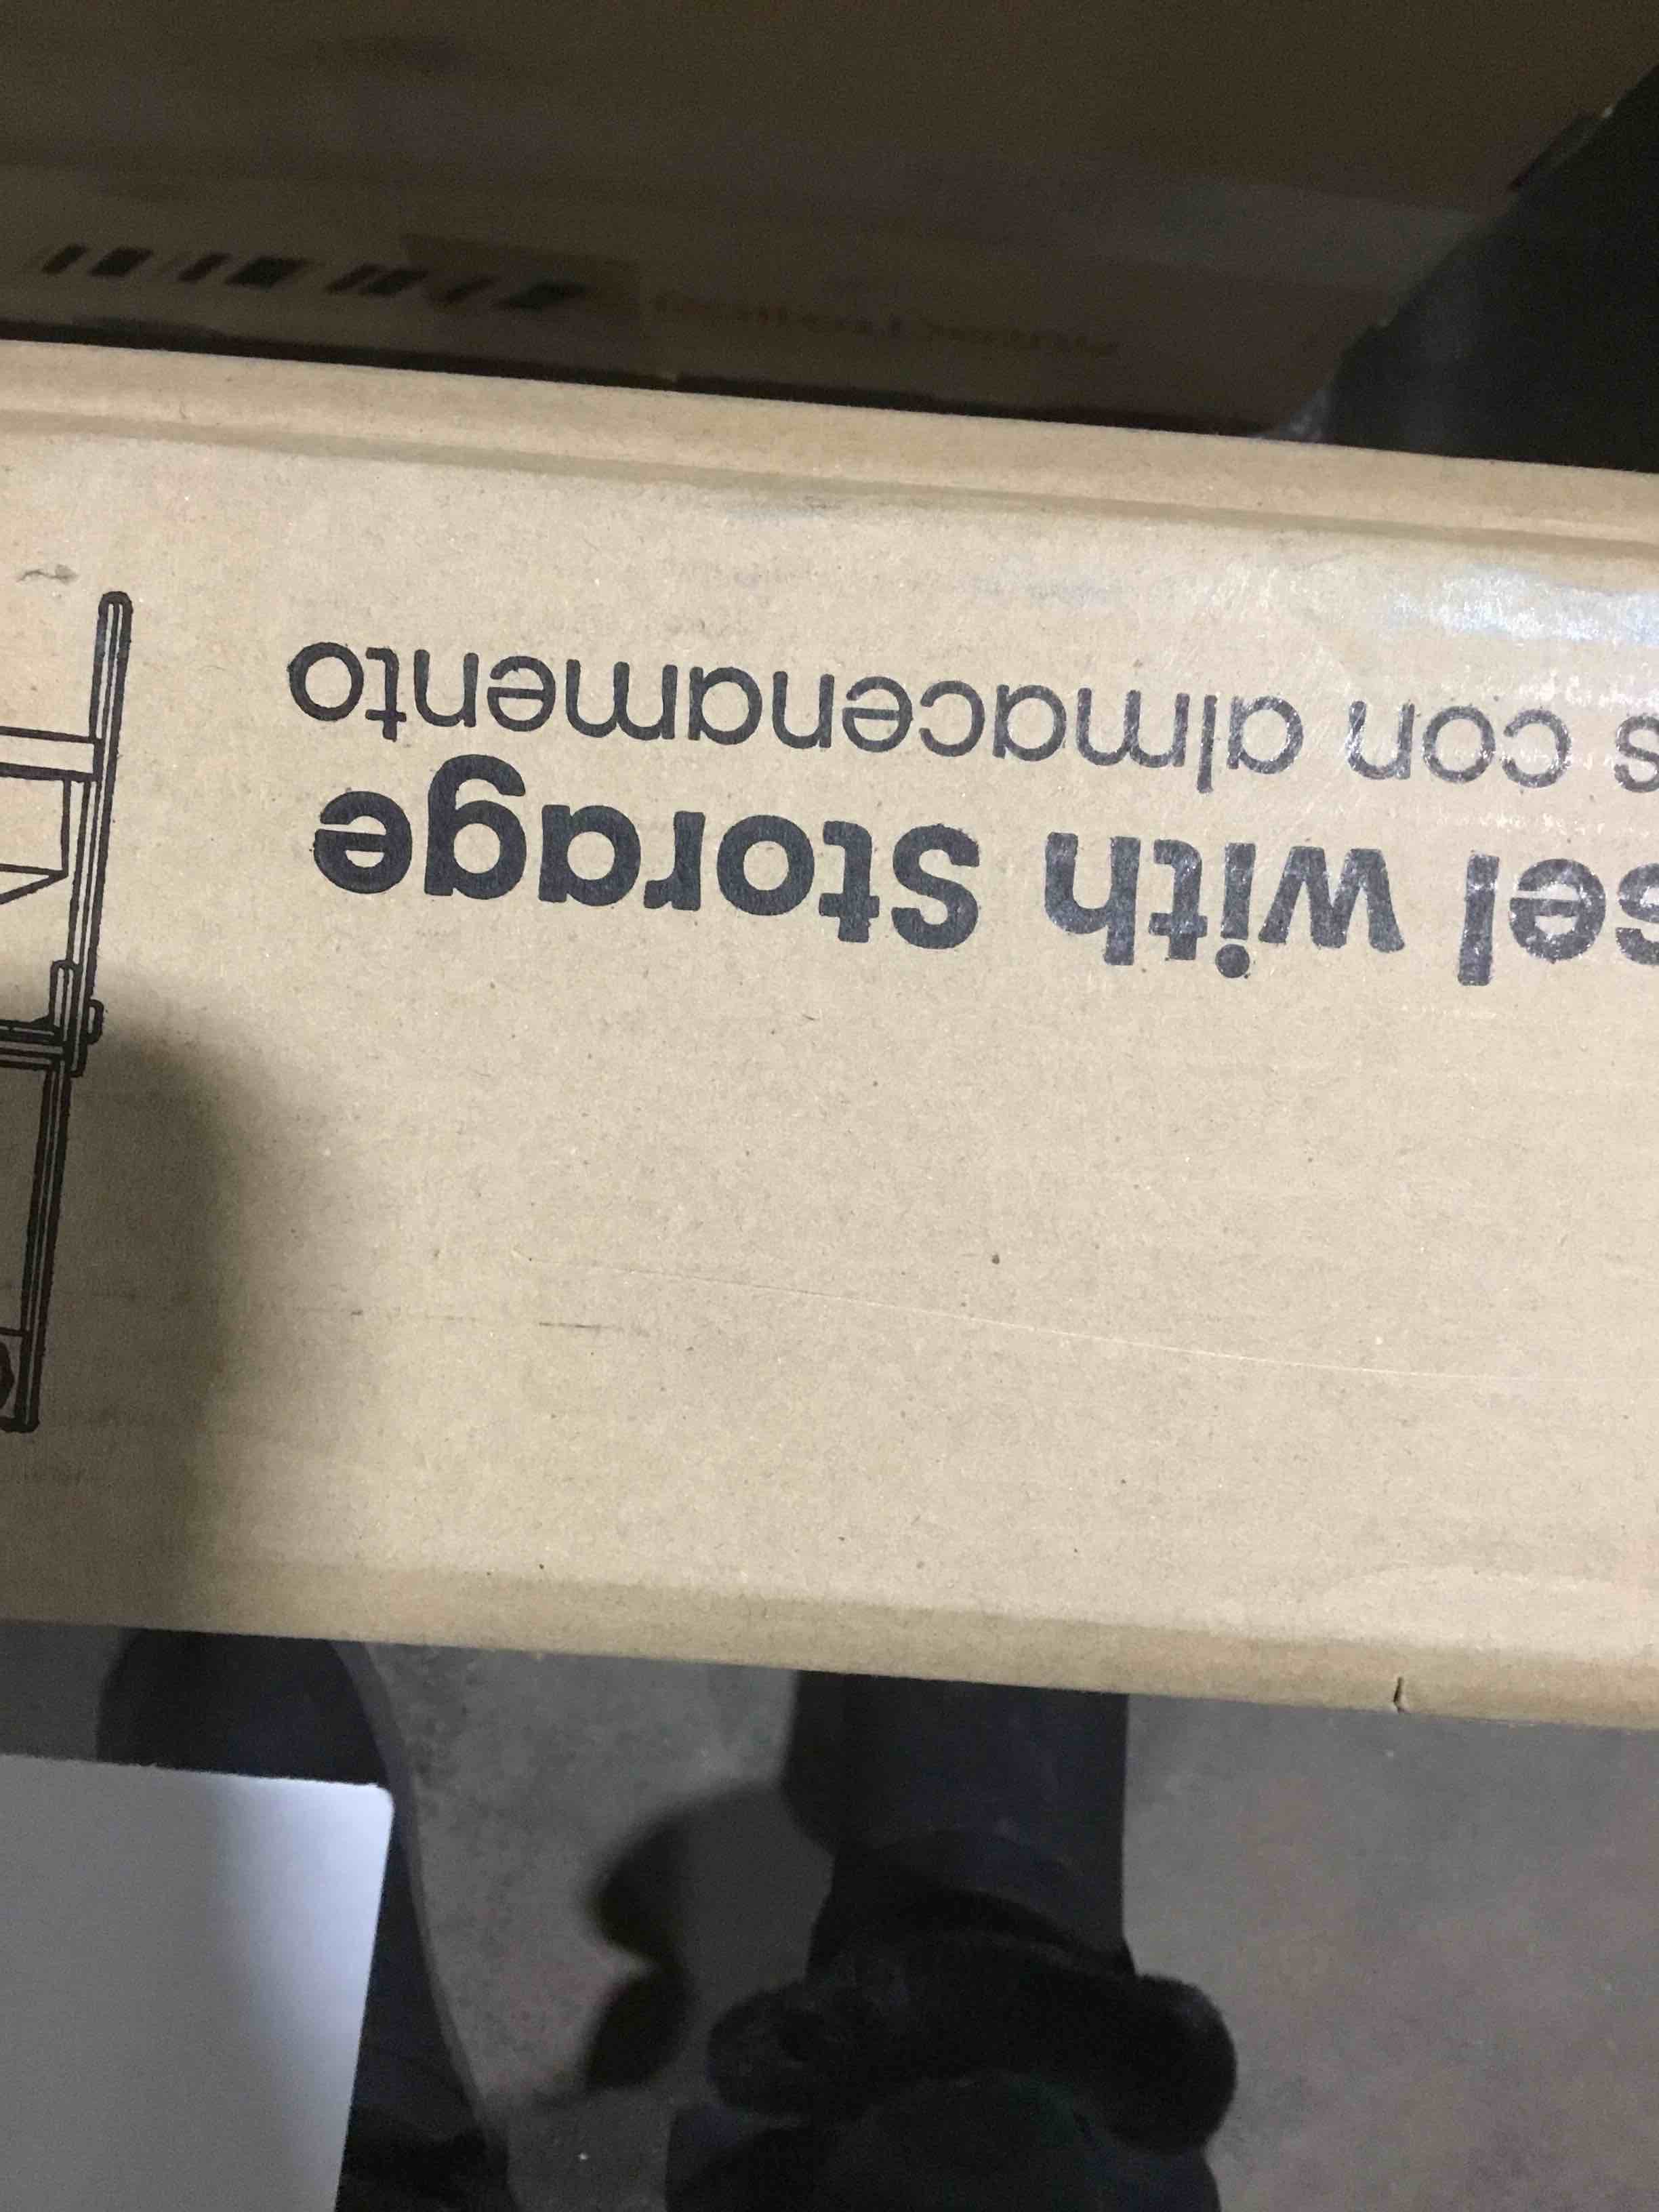 sel with Storage
s con almacenamento